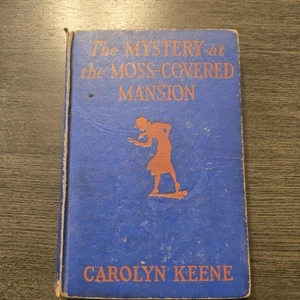 The MYSTERY at
the MOSS-COVERED
MANSION
CAROLYN KEENE